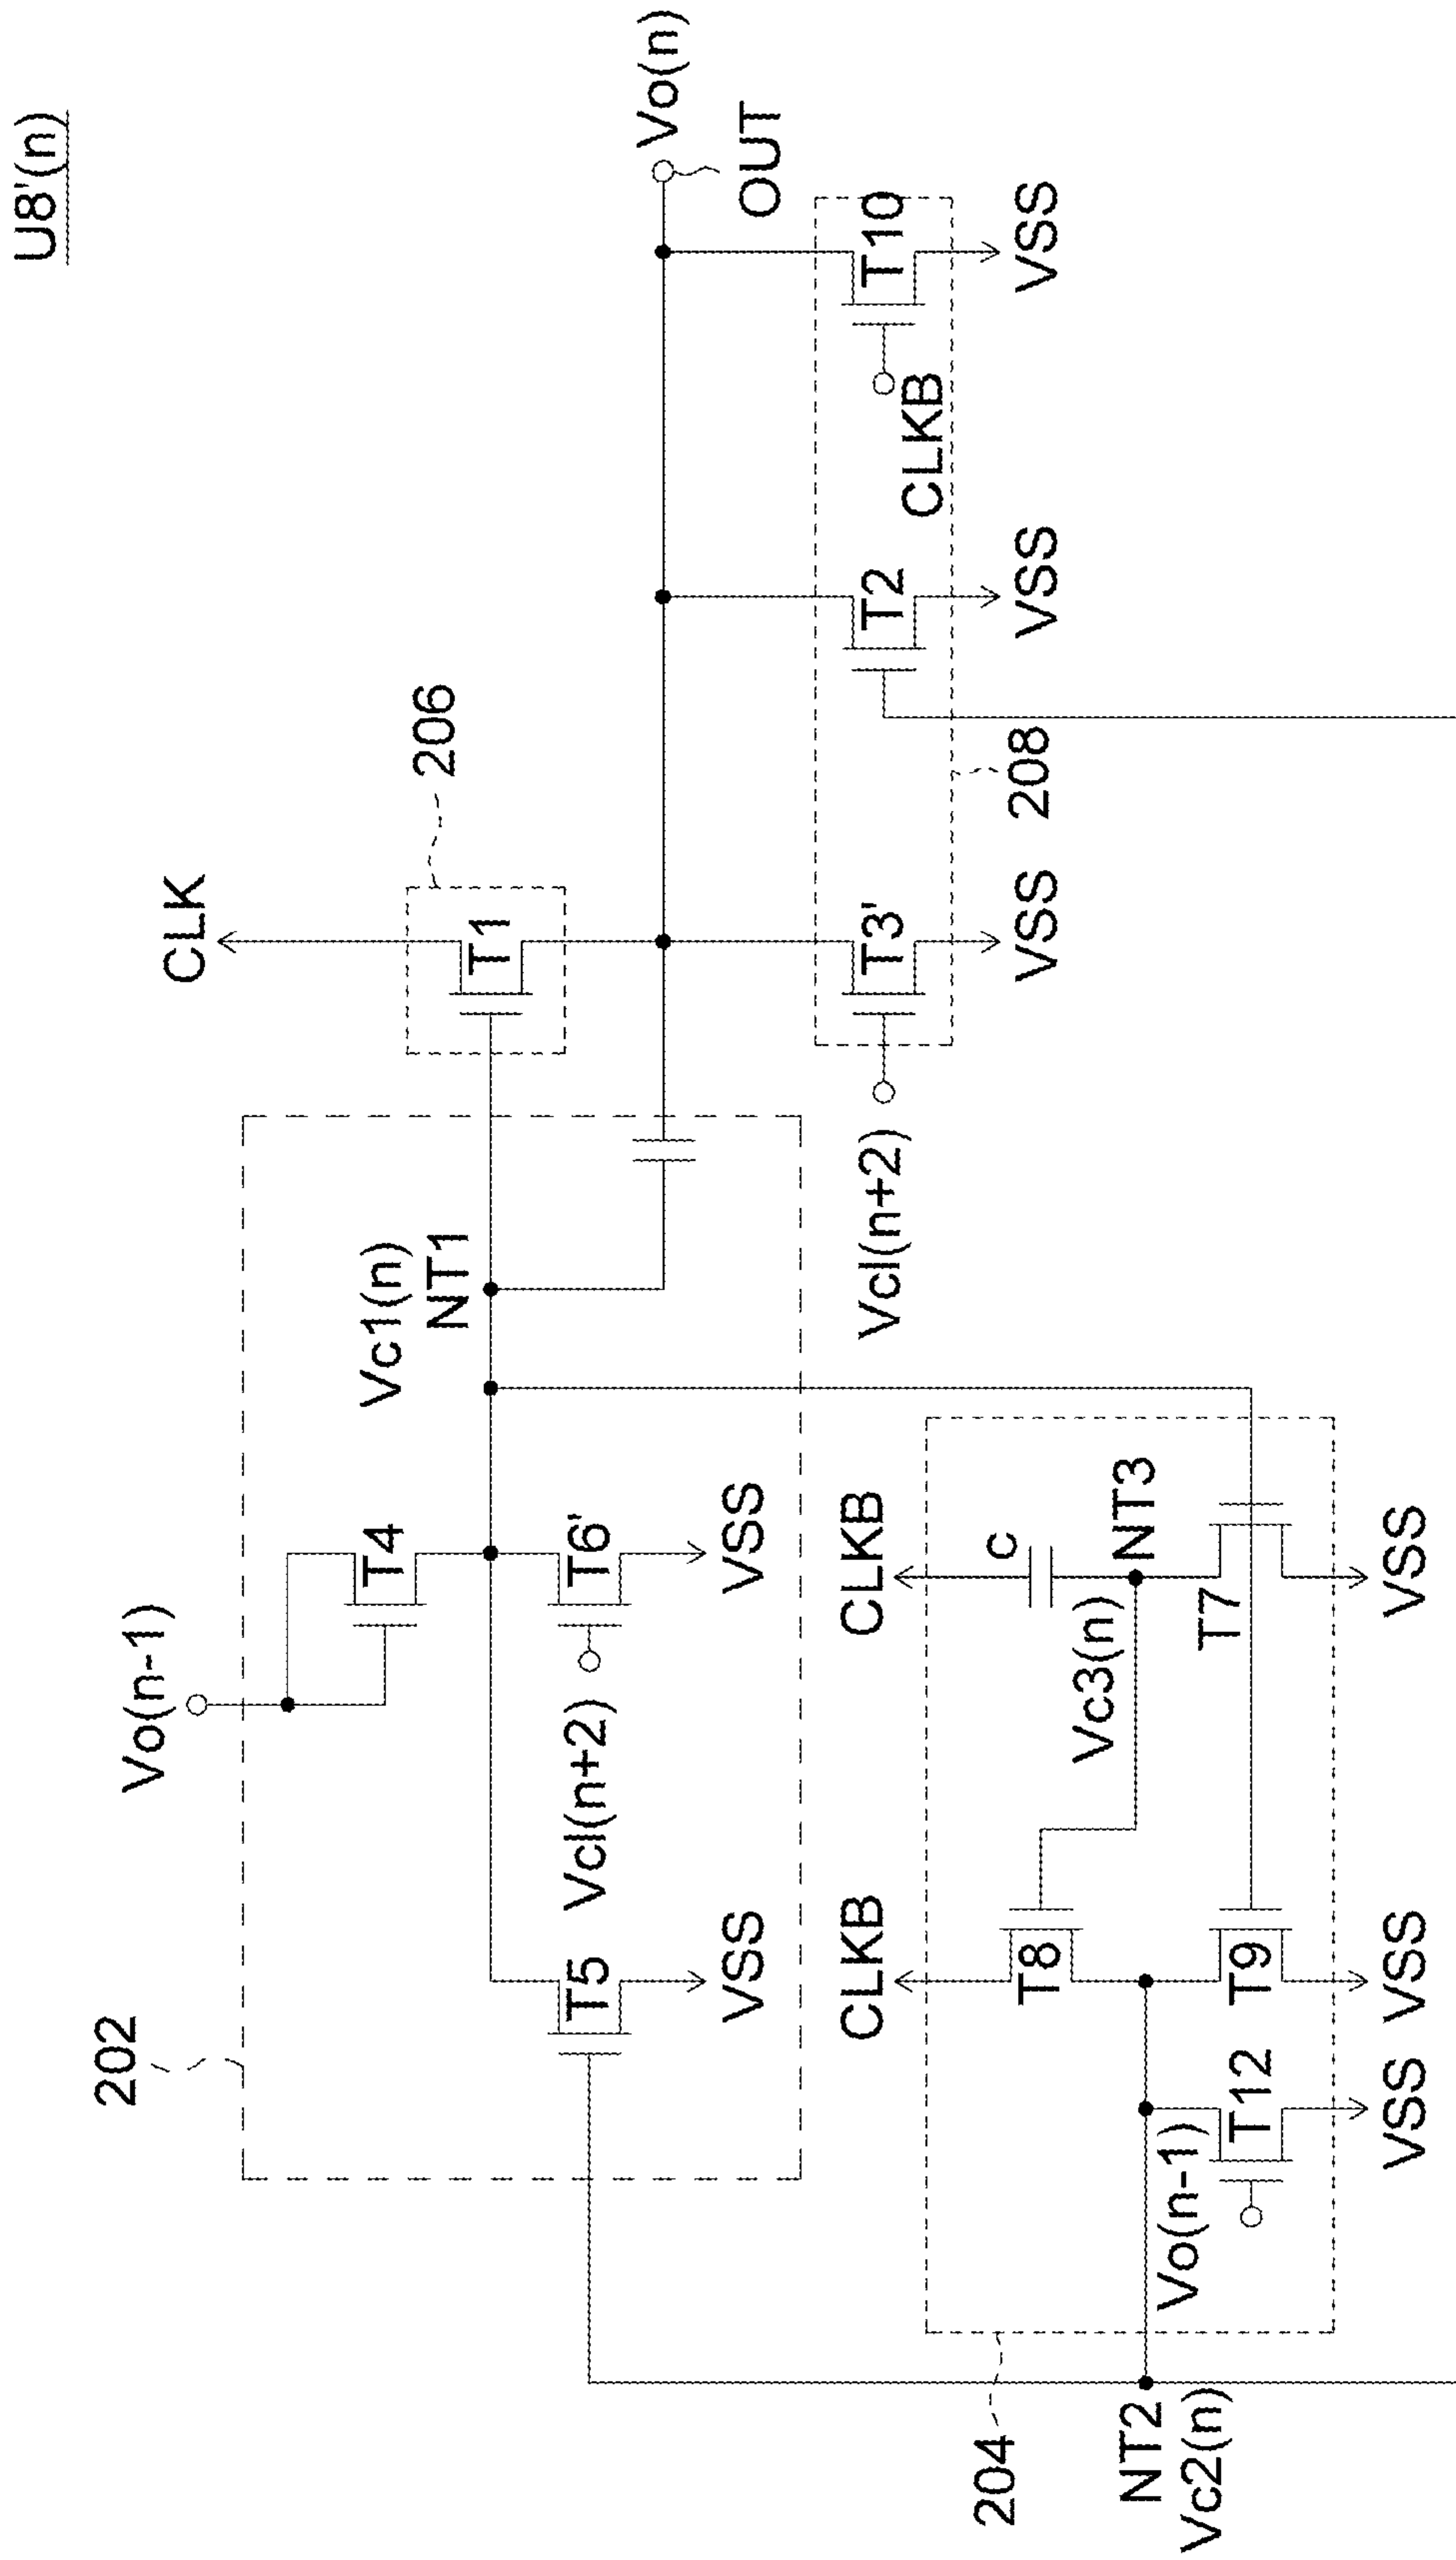 U8'(n)
Vo(n-1)
CLK
202
206
T4
Vc1(n)
NT1
T1
T5
T6'
Vcl(n+2)
VSS
VSS
Vo(n)
OUT
CLKB
CLKB
C
T8
Vc3(n)
NT3
Vcl(n+2)
T3'
T2
T10
CLKB
208
VSS
VSS
VSS
204
NT2
Vc2(n)
Vo(n-1)
T12
T9
T7
VSS
VSS
VSS